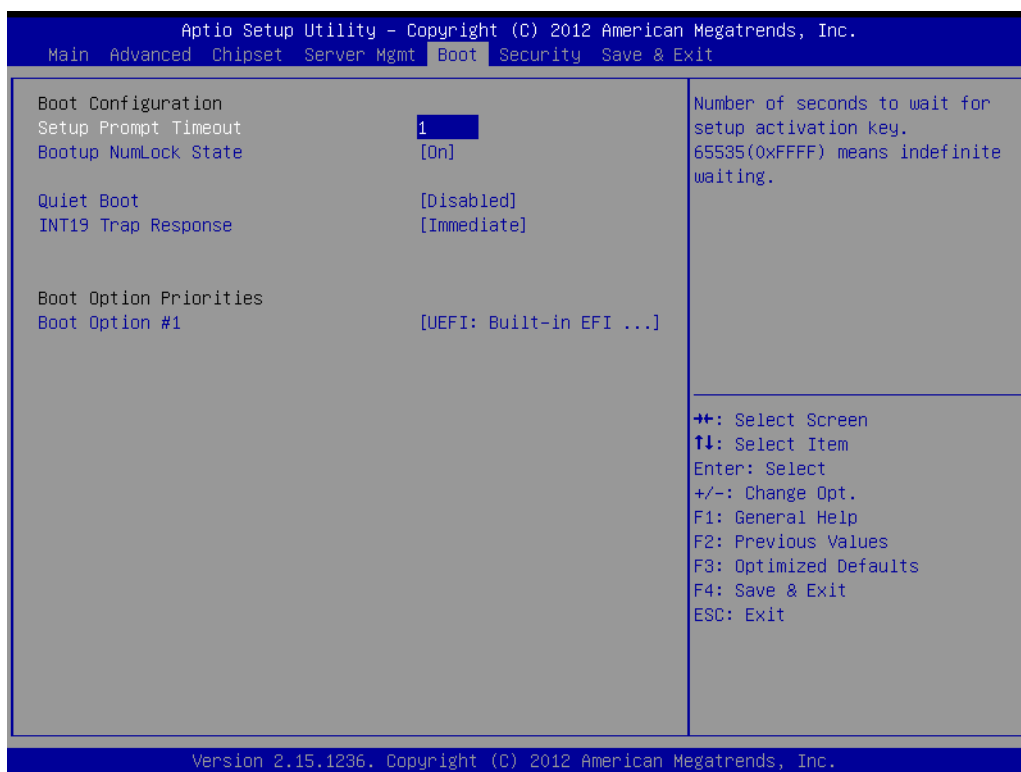 Aptio Setup Utility – Copyright (C) 2012 American Megatrends, Inc.
Main Advanced Chipset Server Mgmt Boot Security Save & Exit
Boot Configuration
Setup Prompt Timeout 1
Bootup NumLock State [On]
Quiet Boot [Disabled]
INT19 Trap Response [Immediate]
Boot Option Priorities
Boot Option #1 [UEFI: Built-in EFI ...]
Number of seconds to wait for
setup activation key.
65535(0xFFFF) means indefinite
waiting.
→←: Select Screen
↑↓: Select Item
Enter: Select
+/-: Change Opt.
F1: General Help
F2: Previous Values
F3: Optimized Defaults
F4: Save & Exit
ESC: Exit
Version 2.15.1236. Copyright (C) 2012 American Megatrends, Inc.